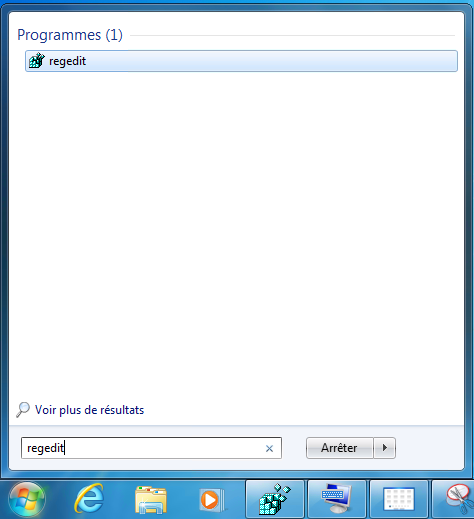 Programmes (1)
regedit
Voir plus de résultats
regedit
Arrêter